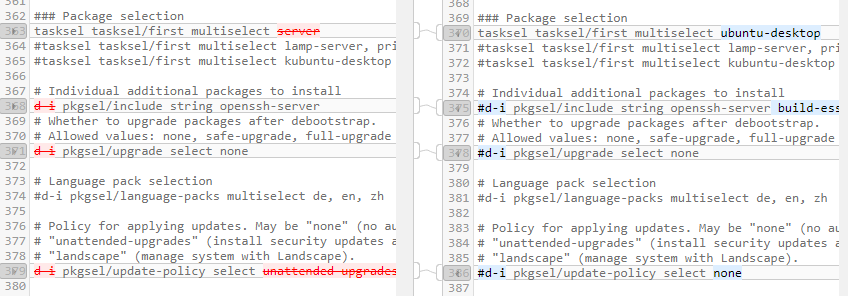 361
362 ### Package selection
363 tasksel tasksel/first multiselect server
364 #tasksel tasksel/first multiselect lamp-server, pri
365 #tasksel tasksel/first multiselect kubuntu-desktop
366
367 # Individual additional packages to install
368 d-i pkgsel/include string openssh-server
369 # Whether to upgrade packages after debootstrap.
370 # Allowed values: none, safe-upgrade, full-upgrade
371 d-i pkgsel/upgrade select none
372
373 # Language pack selection
374 #d-i pkgsel/language-packs multiselect de, en, zh
375
376 # Policy for applying updates. May be "none" (no au
377 # "unattended-upgrades" (install security updates a
378 # "landscape" (manage system with Landscape).
379 d-i pkgsel/update-policy select unattended-upgrades
380
368
369 ### Package selection
370 tasksel tasksel/first multiselect ubuntu-desktop
371 #tasksel tasksel/first multiselect lamp-server, pri
372 #tasksel tasksel/first multiselect kubuntu-desktop
373
374 # Individual additional packages to install
375 #d-i pkgsel/include string openssh-server build-ess
376 # Whether to upgrade packages after debootstrap.
377 # Allowed values: none, safe-upgrade, full-upgrade
378 #d-i pkgsel/upgrade select none
379
380 # Language pack selection
381 #d-i pkgsel/language-packs multiselect de, en, zh
382
383 # Policy for applying updates. May be "none" (no au
384 # "unattended-upgrades" (install security updates a
385 # "landscape" (manage system with Landscape).
386 #d-i pkgsel/update-policy select none
387